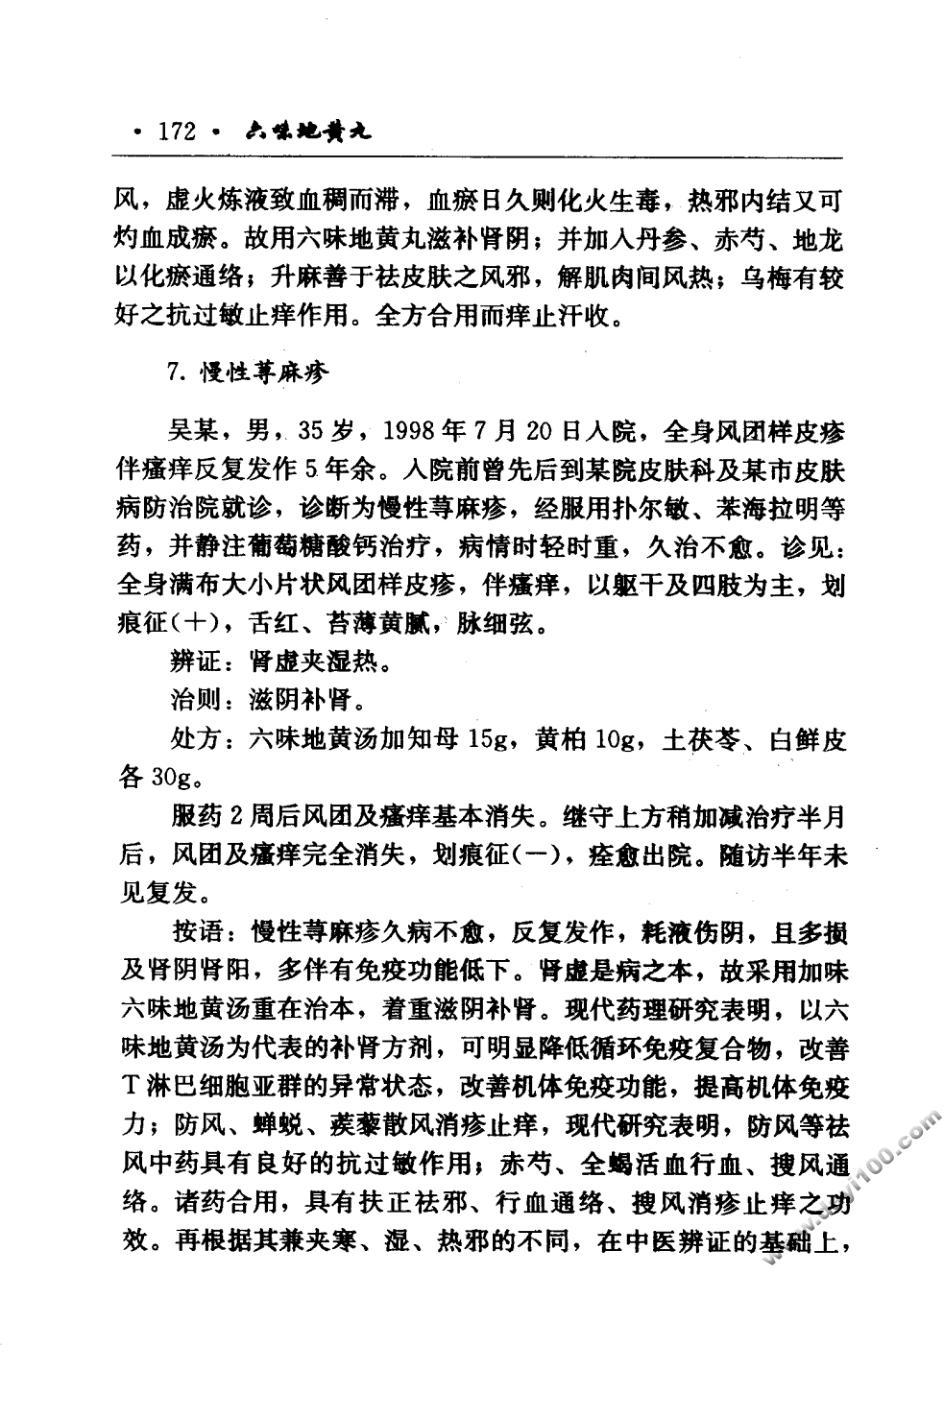 · 172 · 六味地黄丸
风，虚火炼液致血稠而滞，血瘀日久则化火生毒，热邪内结又可
灼血成瘀。故用六味地黄丸滋补肾阴；并加入丹参、赤芍、地龙
以化瘀通络；升麻善于祛皮肤之风邪，解肌肉间风热；乌梅有较
好之抗过敏止痒作用。全方合用而痒止汗收。
7. 慢性荨麻疹
吴某，男，35 岁，1998 年 7 月 20 日入院，全身风团样皮疹
伴瘙痒反复发作 5 年余。入院前曾先后到某院皮肤科及某市皮肤
病防治院就诊，诊断为慢性荨麻疹，经服用扑尔敏、苯海拉明等
药，并静注葡萄糖酸钙治疗，病情时轻时重，久治不愈。诊见：
全身满布大小片状风团样皮疹，伴瘙痒，以躯干及四肢为主，划
痕征(十)，舌红、苔薄黄腻，脉细弦。
辨证：肾虚夹湿热。
治则：滋阴补肾。
处方：六味地黄汤加知母 15g，黄柏 10g，土茯苓、白鲜皮
各 30g。
服药 2 周后风团及瘙痒基本消失。继守上方稍加减治疗半月
后，风团及瘙痒完全消失，划痕征(一)，痊愈出院。随访半年未
见复发。
按语：慢性荨麻疹久病不愈，反复发作，耗液伤阴，且多损
及肾阴肾阳，多伴有免疫功能低下。肾虚是病之本，故采用加味
六味地黄汤重在治本，着重滋阴补肾。现代药理研究表明，以六
味地黄汤为代表的补肾方剂，可明显降低循环免疫复合物，改善
T 淋巴细胞亚群的异常状态，改善机体免疫功能，提高机体免疫
力；防风、蝉蜕、蒺藜散风消疹止痒，现代研究表明，防风等祛
风中药具有良好的抗过敏作用；赤芍、全蝎活血行血、搜风通
络。诸药合用，具有扶正祛邪、行血通络、搜风消疹止痒之功
效。再根据其兼夹寒、湿、热邪的不同，在中医辨证的基础上，